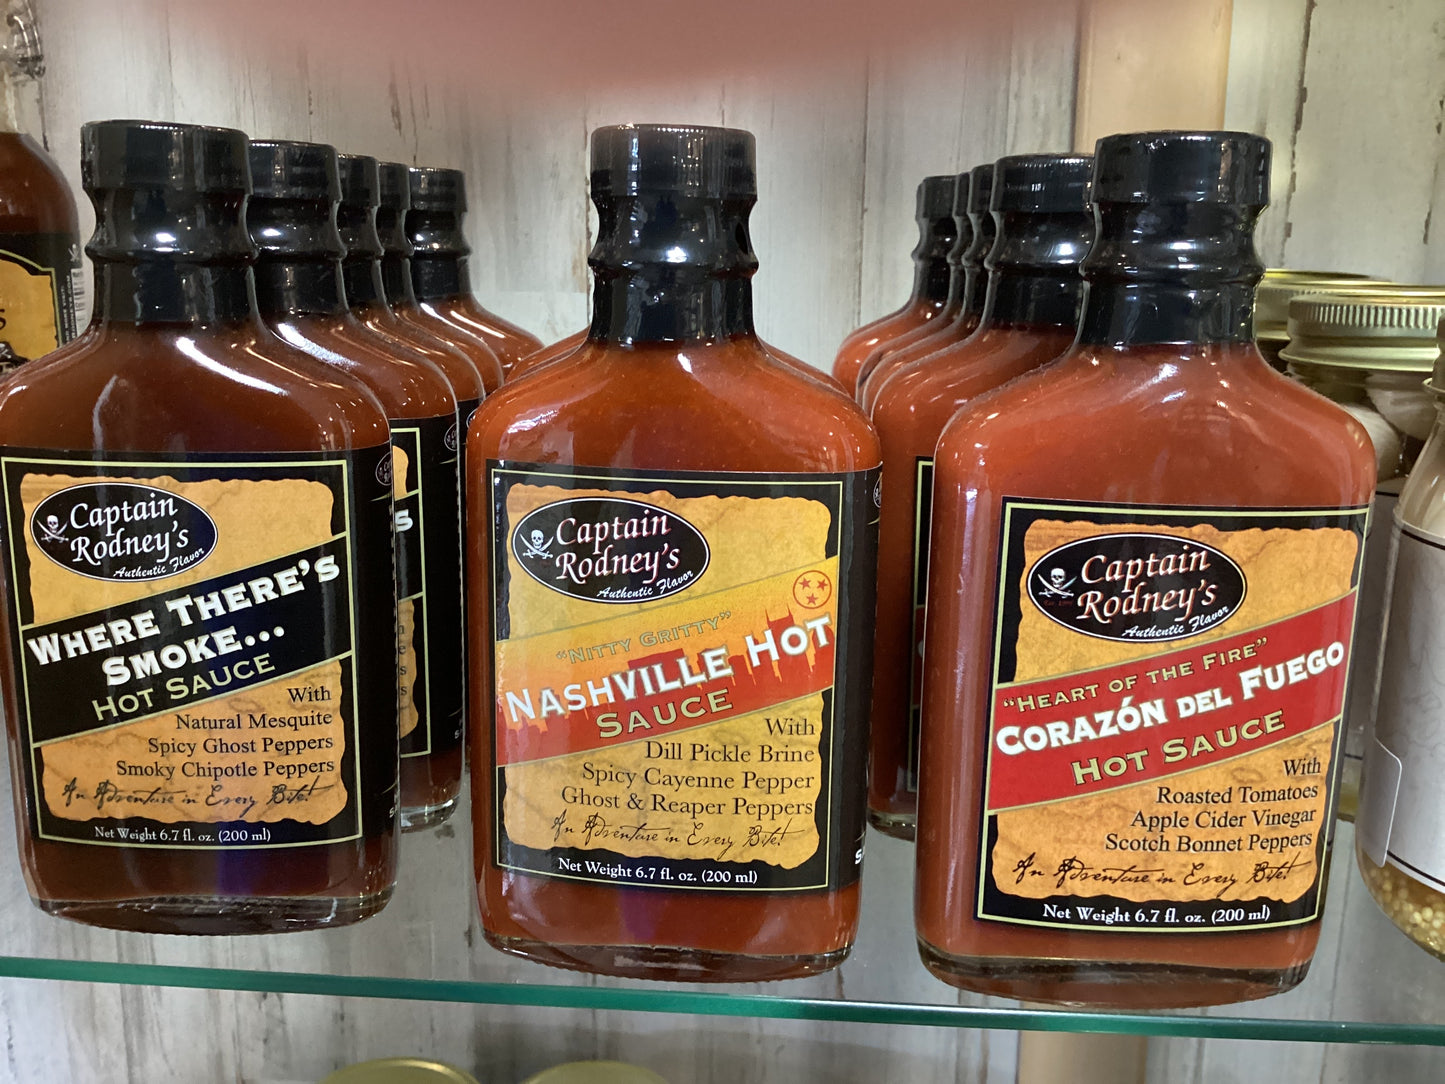 Captain
Rodney's
Authentic Flavor
WHERE THERE'S
SMOKE...
HOT SAUCE
With
Natural Mesquite
Spicy Ghost Peppers
Smoky Chipotle Peppers
An Adventure in Every Bite!
Net Weight 6.7 fl. oz. (200 ml)
Captain
Rodney's
Authentic Flavor
"NITTY GRITTY"
NASHVILLE HOT
SAUCE
With
Dill Pickle Brine
Spicy Cayenne Pepper
Ghost & Reaper Peppers
An Adventure in Every Bite!
Net Weight 6.7 fl. oz. (200 ml)
Captain
Rodney's
Authentic Flavor
"HEART OF THE FIRE"
CORAZÓN DEL FUEGO
HOT SAUCE
With
Roasted Tomatoes
Apple Cider Vinegar
Scotch Bonnet Peppers
An Adventure in Every Bite!
Net Weight 6.7 fl. oz. (200 ml)